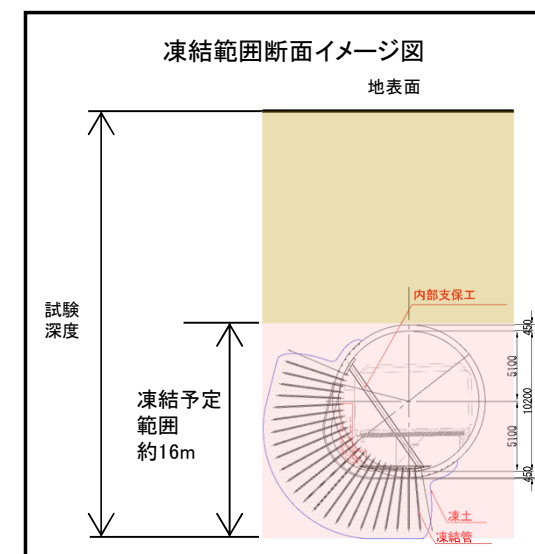 凍結範囲断面イメージ図
地表面
試験
深度
内部支保工
凍結予定
範囲
約16m
450
5100
10200
5100
450
凍土
凍結管